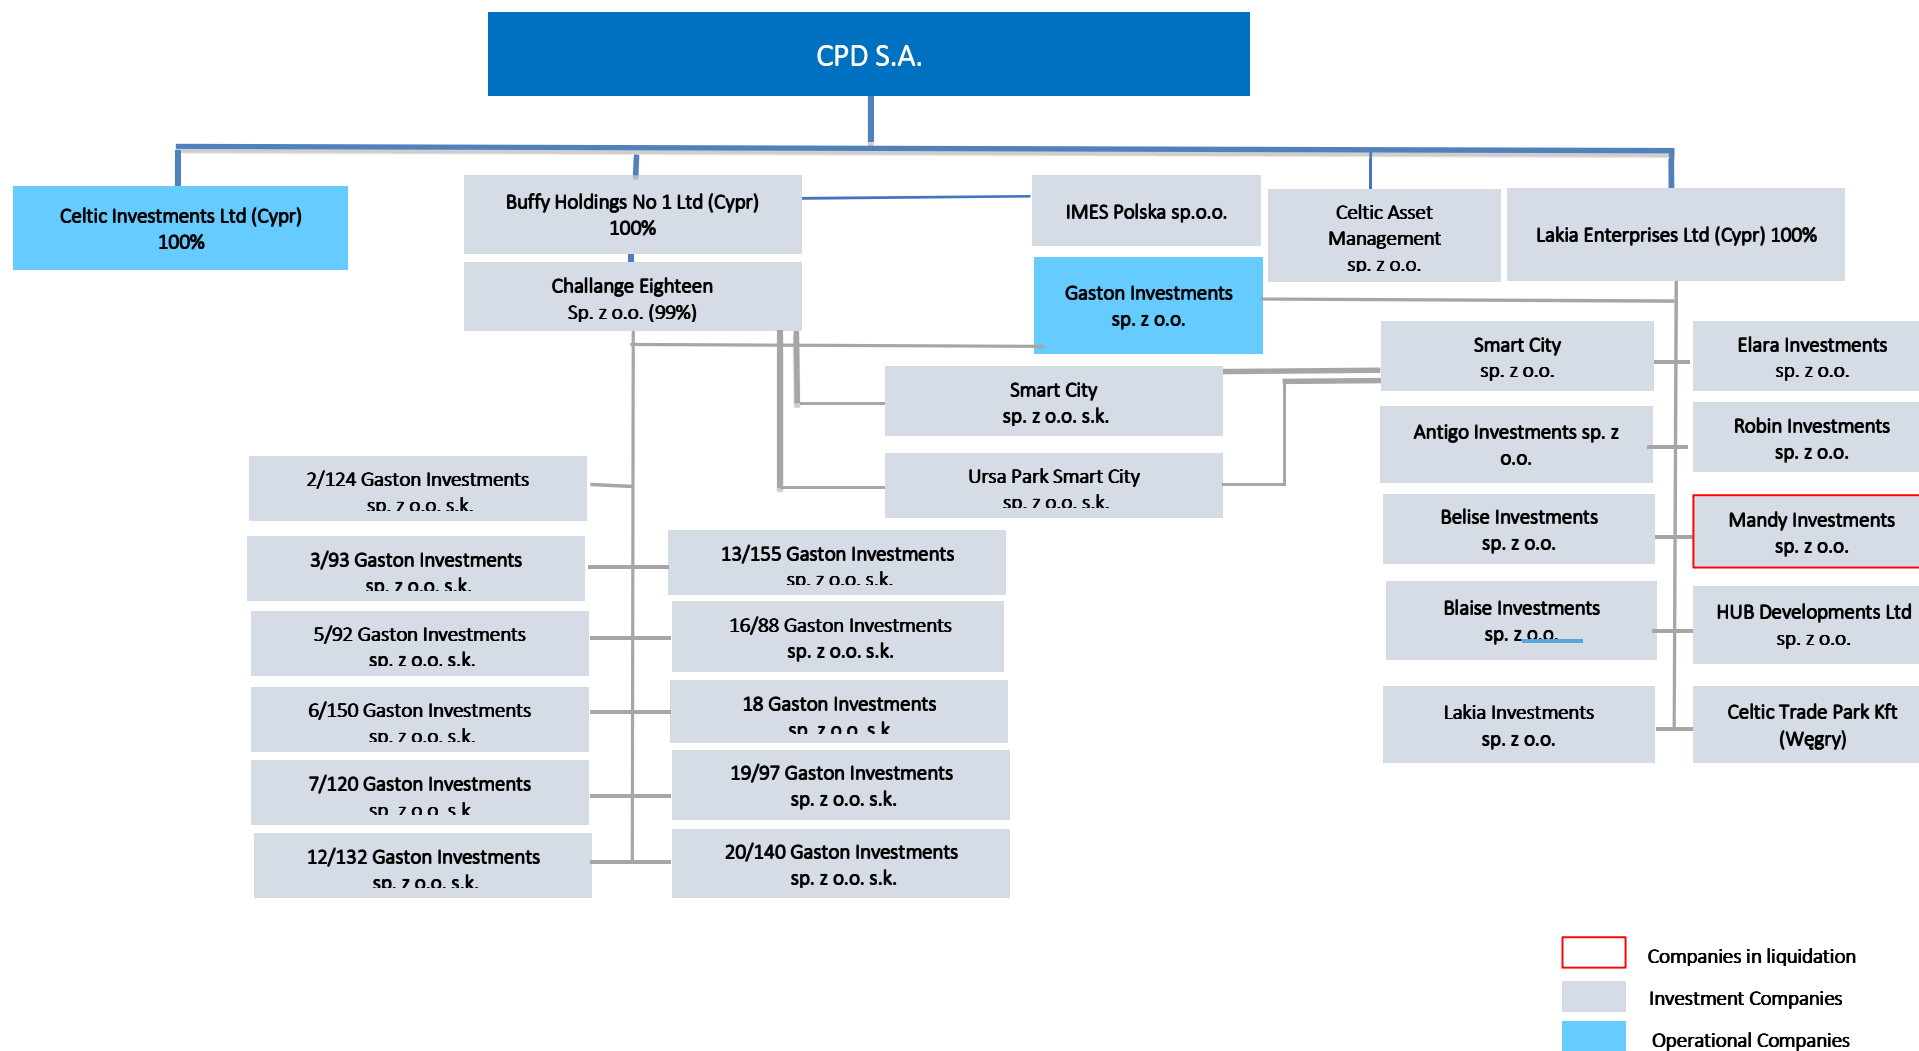 CPD S.A.
Celtic Investments Ltd (Cypr)
100%
Buffy Holdings No 1 Ltd (Cypr)
100%
IMES Polska sp.o.o.
Celtic Asset
Management
sp. z o.o.
Lakia Enterprises Ltd (Cypr) 100%
Challange Eighteen
Sp. z o.o. (99%)
Gaston Investments
sp. z o.o.
Smart City
sp. z o.o. s.k.
Ursa Park Smart City
sp. z o.o. s.k.
Smart City
sp. z o.o.
Elara Investments
sp. z o.o.
Antigo Investments sp. z
o.o.
Robin Investments
sp. z o.o.
Belise Investments
sp. z o.o.
Mandy Investments
sp. z o.o.
Blaise Investments
sp. z o.o.
HUB Developments Ltd
sp. z o.o.
Lakia Investments
sp. z o.o.
Celtic Trade Park Kft
(Węgry)
2/124 Gaston Investments
sp. z o.o. s.k.
3/93 Gaston Investments
sp. z o.o. s.k.
13/155 Gaston Investments
sp. z o.o. s.k.
5/92 Gaston Investments
sp. z o.o. s.k.
16/88 Gaston Investments
sp. z o.o. s.k.
6/150 Gaston Investments
sp. z o.o. s.k.
18 Gaston Investments
sp. z o.o. s.k
7/120 Gaston Investments
sp. z o.o. s.k
19/97 Gaston Investments
sp. z o.o. s.k.
12/132 Gaston Investments
sp. z o.o. s.k.
20/140 Gaston Investments
sp. z o.o. s.k.
Companies in liquidation
Investment Companies
Operational Companies